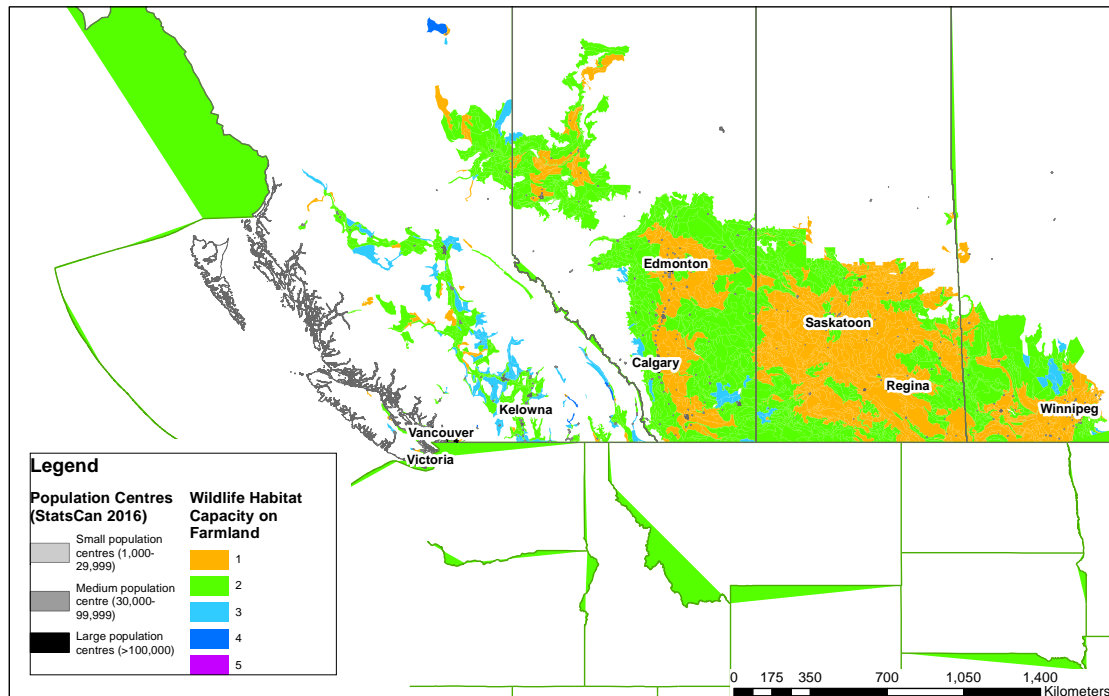 Edmonton
Saskatoon
Calgary
Regina
Kelowna
Winnipeg
Vancouver
Victoria
Legend
Population Centres
(StatsCan 2016)
Small population
centres (1,000-
29,999)
Medium population
centre (30,000-
99,999)
Large population
centres (>100,000)
Wildlife Habitat
Capacity on
Farmland
1
2
3
4
5
0 175 350 700 1,050 1,400
Kilometers